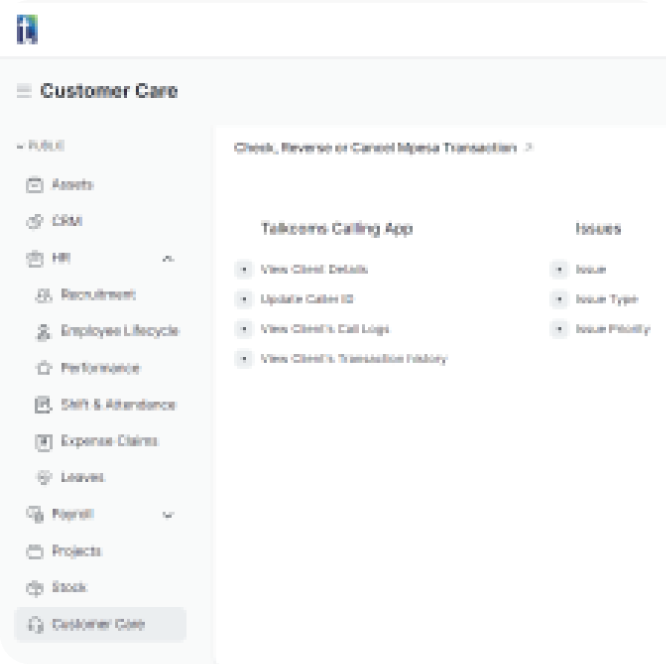 Customer Care
PUBLIC
Assets
CRM
HR
Recruitment
Employee Lifecycle
Performance
Shift & Attendance
Expense Claims
Leaves
Payroll
Projects
Stock
Customer Care
Check, Reverse or Cancel Mpesa Transaction >
Talkcoms Calling App
View Client Details
Update Caller ID
View Client's Call Logs
View Client's Transaction history
Issues
Issue
Issue Type
Issue Priority